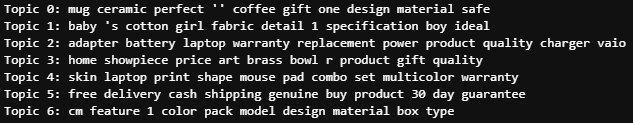 Topic 0: mug ceramic perfect '' coffee gift one design material safe
Topic 1: baby 's cotton girl fabric detail 1 specification boy ideal
Topic 2: adapter battery laptop warranty replacement power product quality charger vaio
Topic 3: home showpiece price art brass bowl r product gift quality
Topic 4: skin laptop print shape mouse pad combo set multicolor warranty
Topic 5: free delivery cash shipping genuine buy product 30 day guarantee
Topic 6: cm feature 1 color pack model design material box type